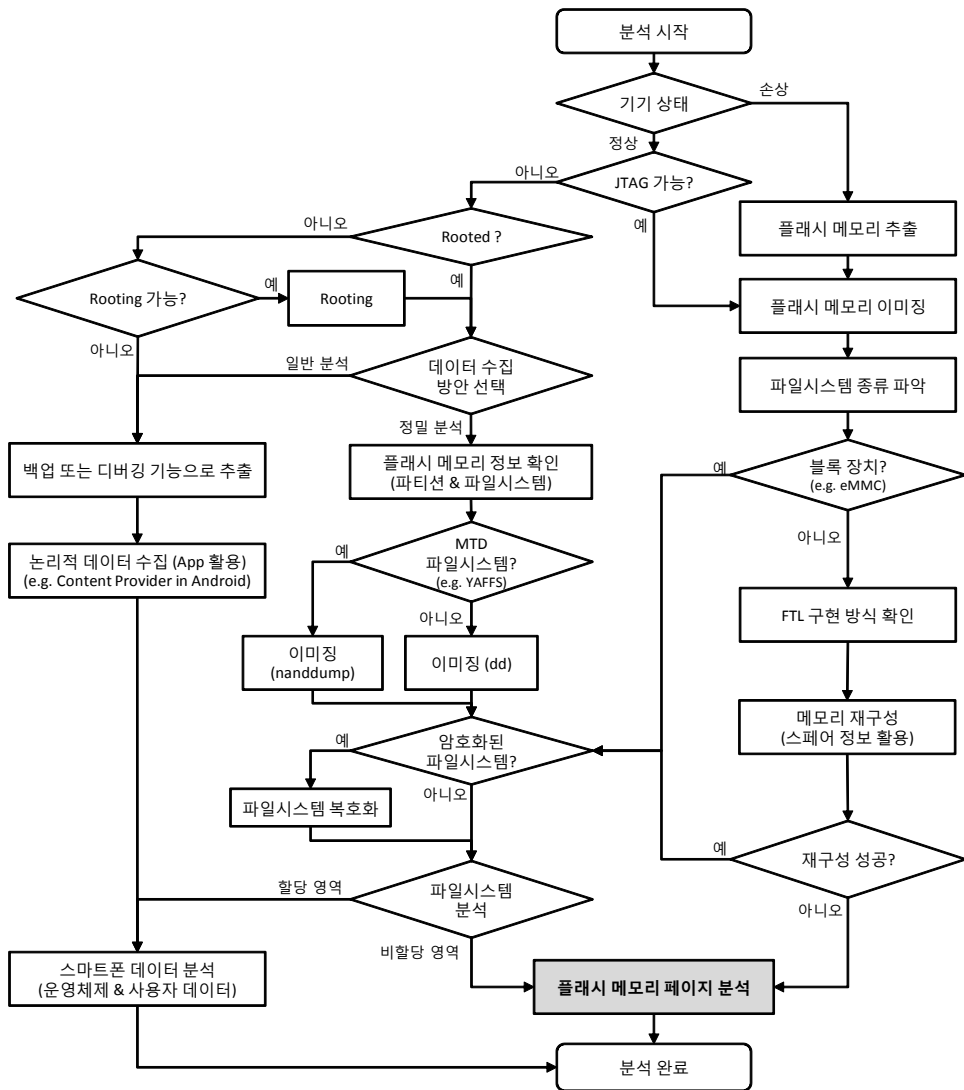 분석 시작
기기 상태
손상
정상
아니오
JTAG 가능?
예
아니오
Rooted ?
플래시 메모리 추출
예
Rooting 가능?
예
Rooting
플래시 메모리 이미징
아니오
일반 분석
데이터 수집
방안 선택
파일시스템 종류 파악
정밀 분석
백업 또는 디버깅 기능으로 추출
플래시 메모리 정보 확인
(파티션 & 파일시스템)
예
블록 장치?
(e.g. eMMC)
아니오
논리적 데이터 수집 (App 활용)
(e.g. Content Provider in Android)
예
MTD
파일시스템?
(e.g. YAFFS)
아니오
FTL 구현 방식 확인
이미징
(nanddump)
이미징 (dd)
메모리 재구성
(스페어 정보 활용)
예
암호화된
파일시스템?
아니오
파일시스템 복호화
예
재구성 성공?
아니오
할당 영역
파일시스템
분석
비할당 영역
스마트폰 데이터 분석
(운영체제 & 사용자 데이터)
플래시 메모리 페이지 분석
분석 완료